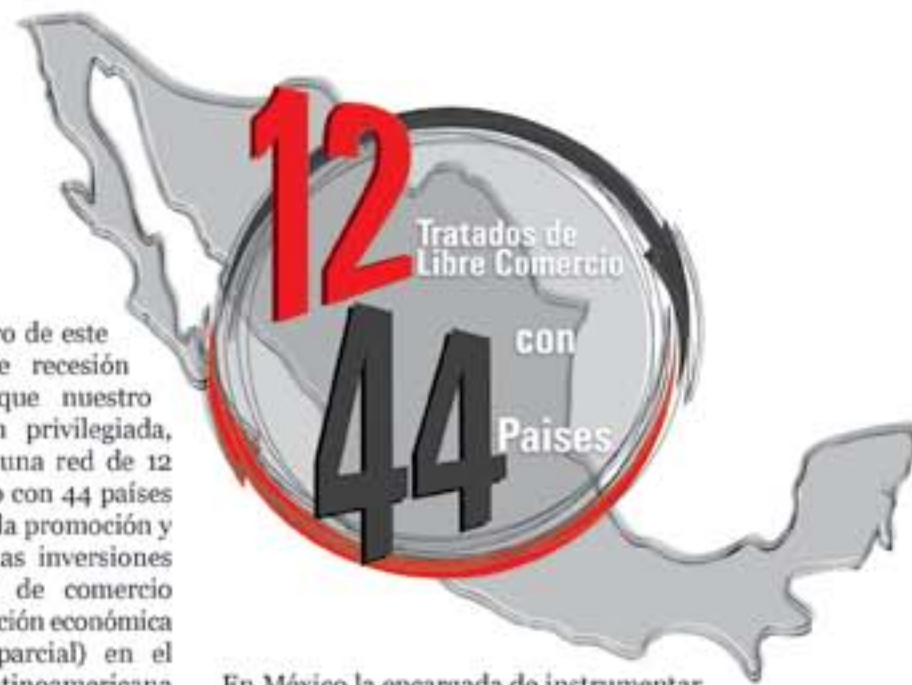 12
Tratados de
Libre Comercio
con
44
Paises
ro de este
e recesión
que nuestro
n privilegiada,
una red de 12
o con 44 países
la promoción y
as inversiones
de comercio
ción económica
parcial) en el
tinoamericana
En México la encargada de instrumentar